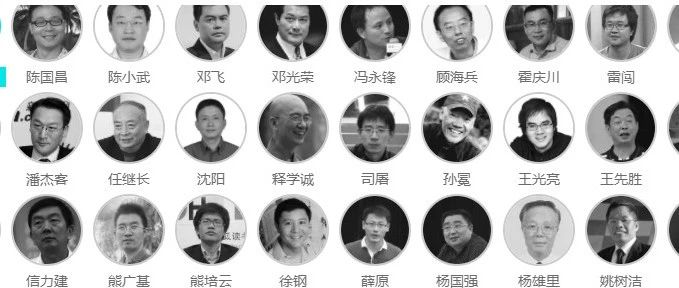 陈国昌 陈小武 邓飞 邓光荣 冯永锋 顾海兵 霍庆川 雷闯
潘杰客 任继长 沈阳 释学诚 司屠 孙冕 王光亮 王先胜
信力建 熊广基 熊培云 徐钢 薛原 杨国强 杨雄里 姚树洁